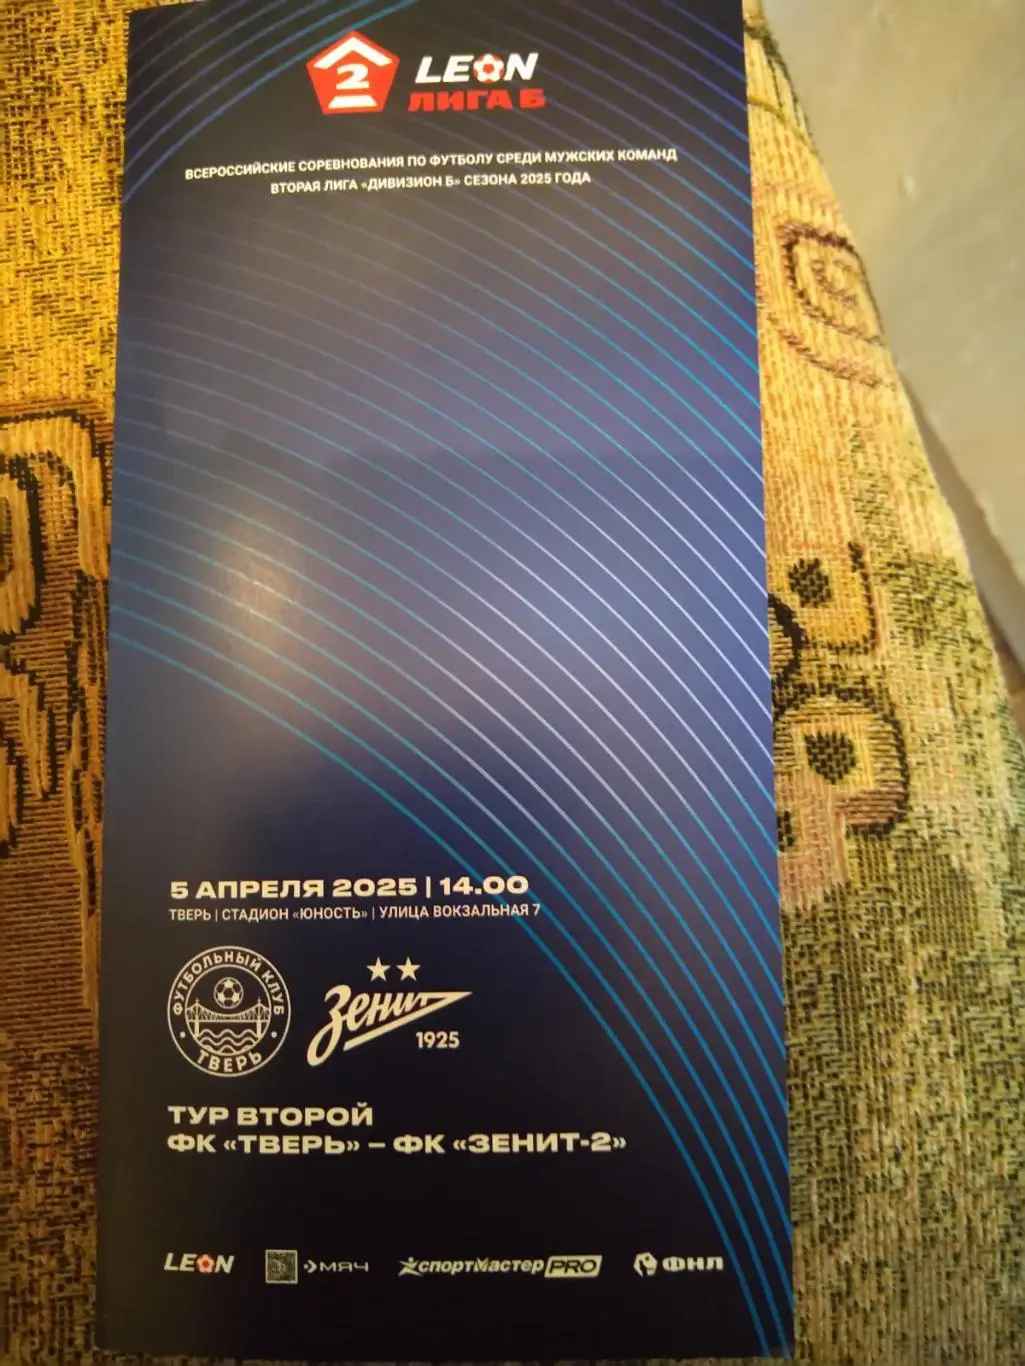 2
LEON
ЛИГА Б
ВСЕРОССИЙСКИЕ СОРЕВНОВАНИЯ ПО ФУТБОЛУ СРЕДИ МУЖСКИХ КОМАНД
ВТОРАЯ ЛИГА «ДИВИЗИОН Б» СЕЗОНА 2025 ГОДА
5 АПРЕЛЯ 2025 | 14.00
ТВЕРЬ | СТАДИОН «ЮНОСТЬ» | УЛИЦА ВОКЗАЛЬНАЯ 7
ФУТБОЛЬНЫЙ КЛУБ
ТВЕРЬ
Зенит
1925
ТУР ВТОРОЙ
ФК «ТВЕРЬ» – ФК «ЗЕНИТ-2»
LEON МЯЧ спортМастер PRO ФНЛ